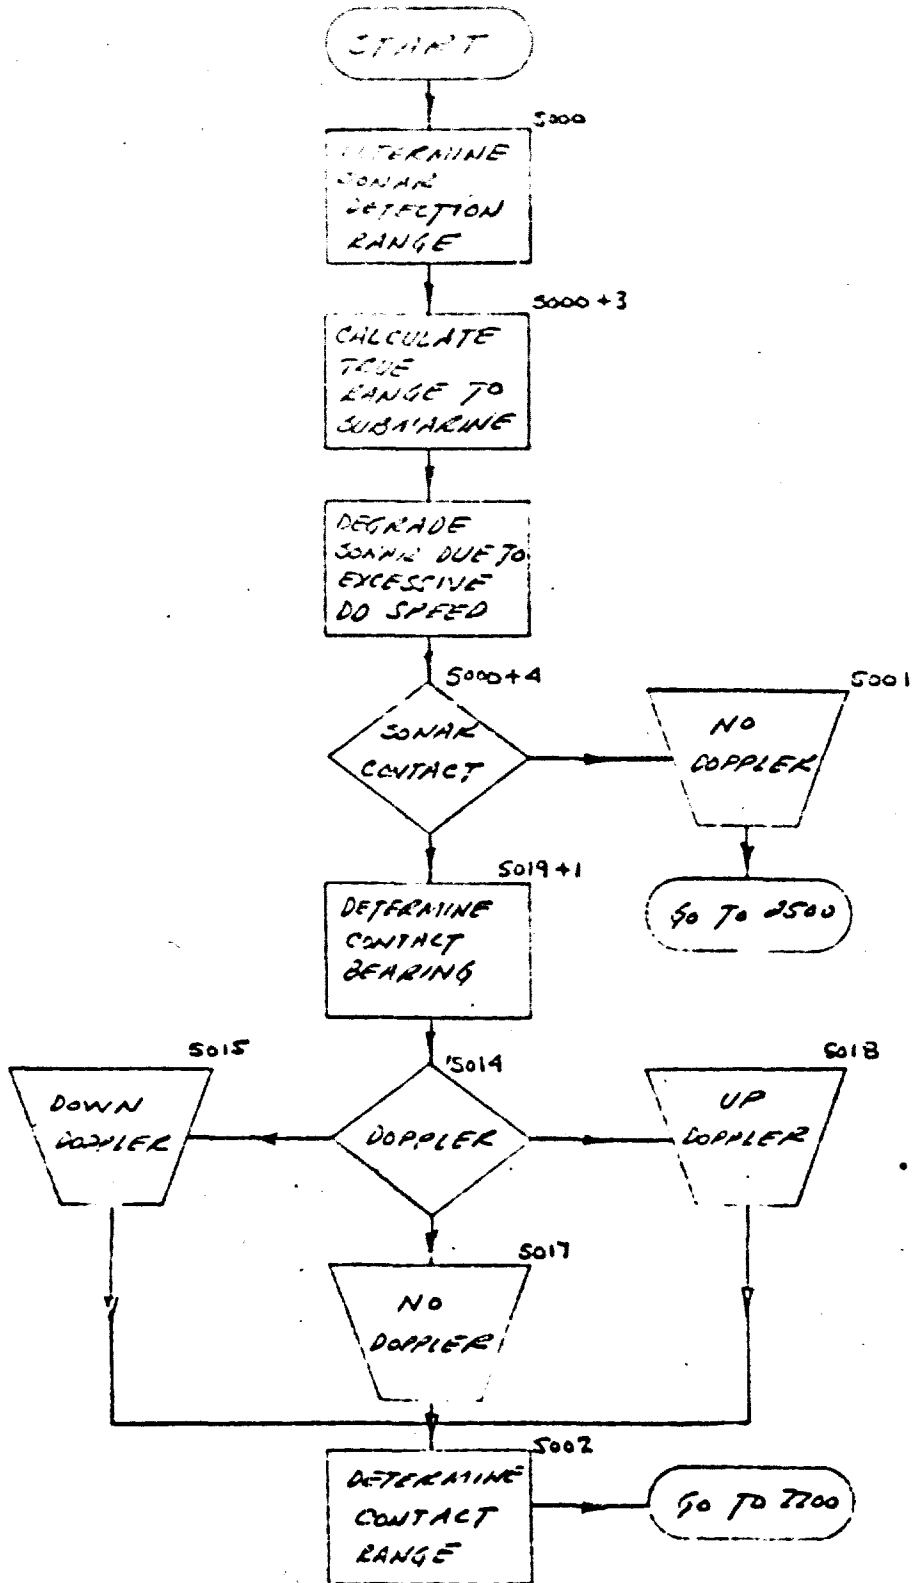 START
5000
DETERMINE
SONAR
DETECTION
RANGE
5000+3
CALCULATE
TRUE
RANGE TO
SUBMARINE
DEGRADE
SONAR DUE TO
EXCESSIVE
DD SPEED
5000+4
SONAR
CONTACT
5001
NO
DOPPLER
GO TO 2500
5019+1
DETERMINE
CONTACT
BEARING
5015
DOWN
DOPPLER
5014
DOPPLER
5018
UP
DOPPLER
5017
NO
DOPPLER
5002
DETERMINE
CONTACT
RANGE
GO TO